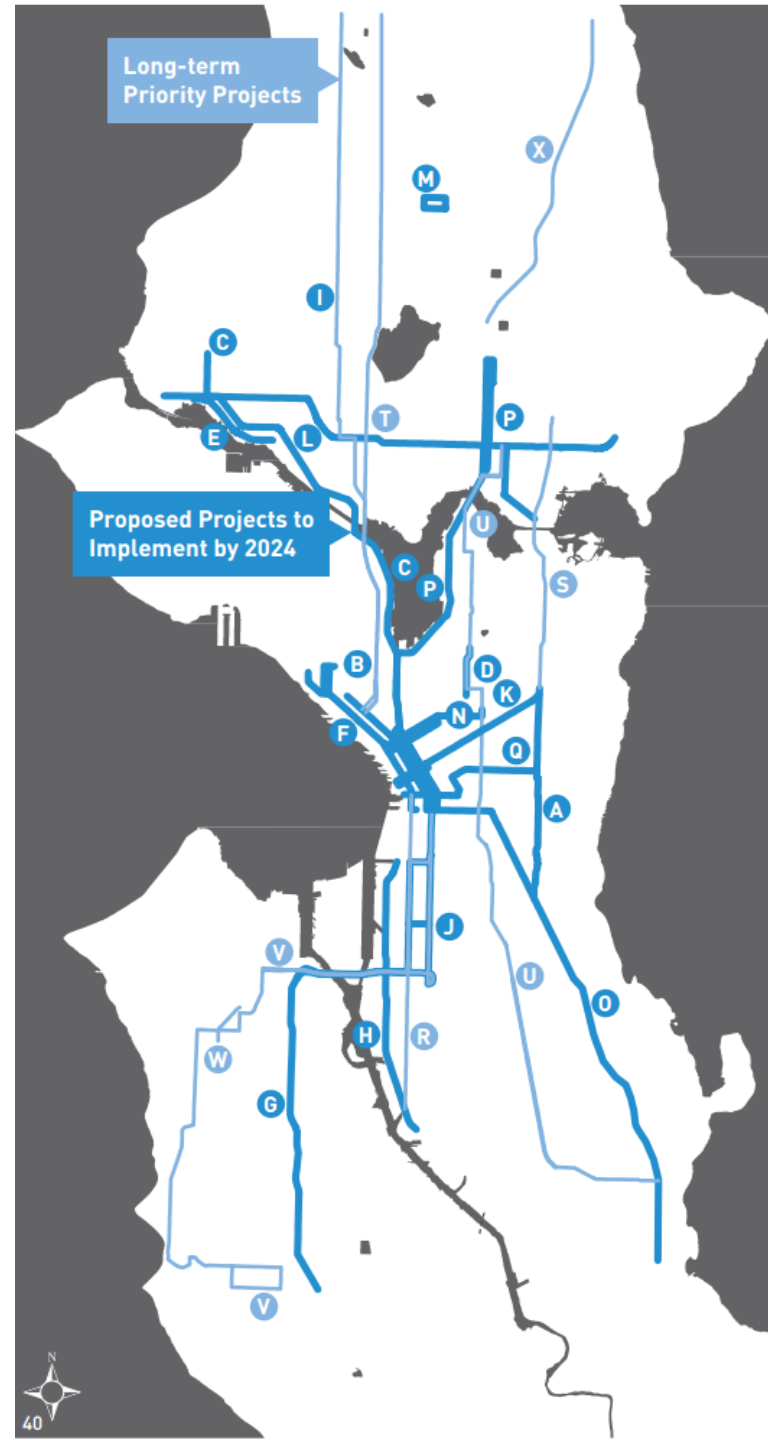 Long-term
Priority Projects
X
M
I
C
T
P
E
L
Proposed Projects to
Implement by 2024
U
C
P
S
B
D
K
N
F
Q
A
J
V
U
O
H
R
W
G
V
N
40